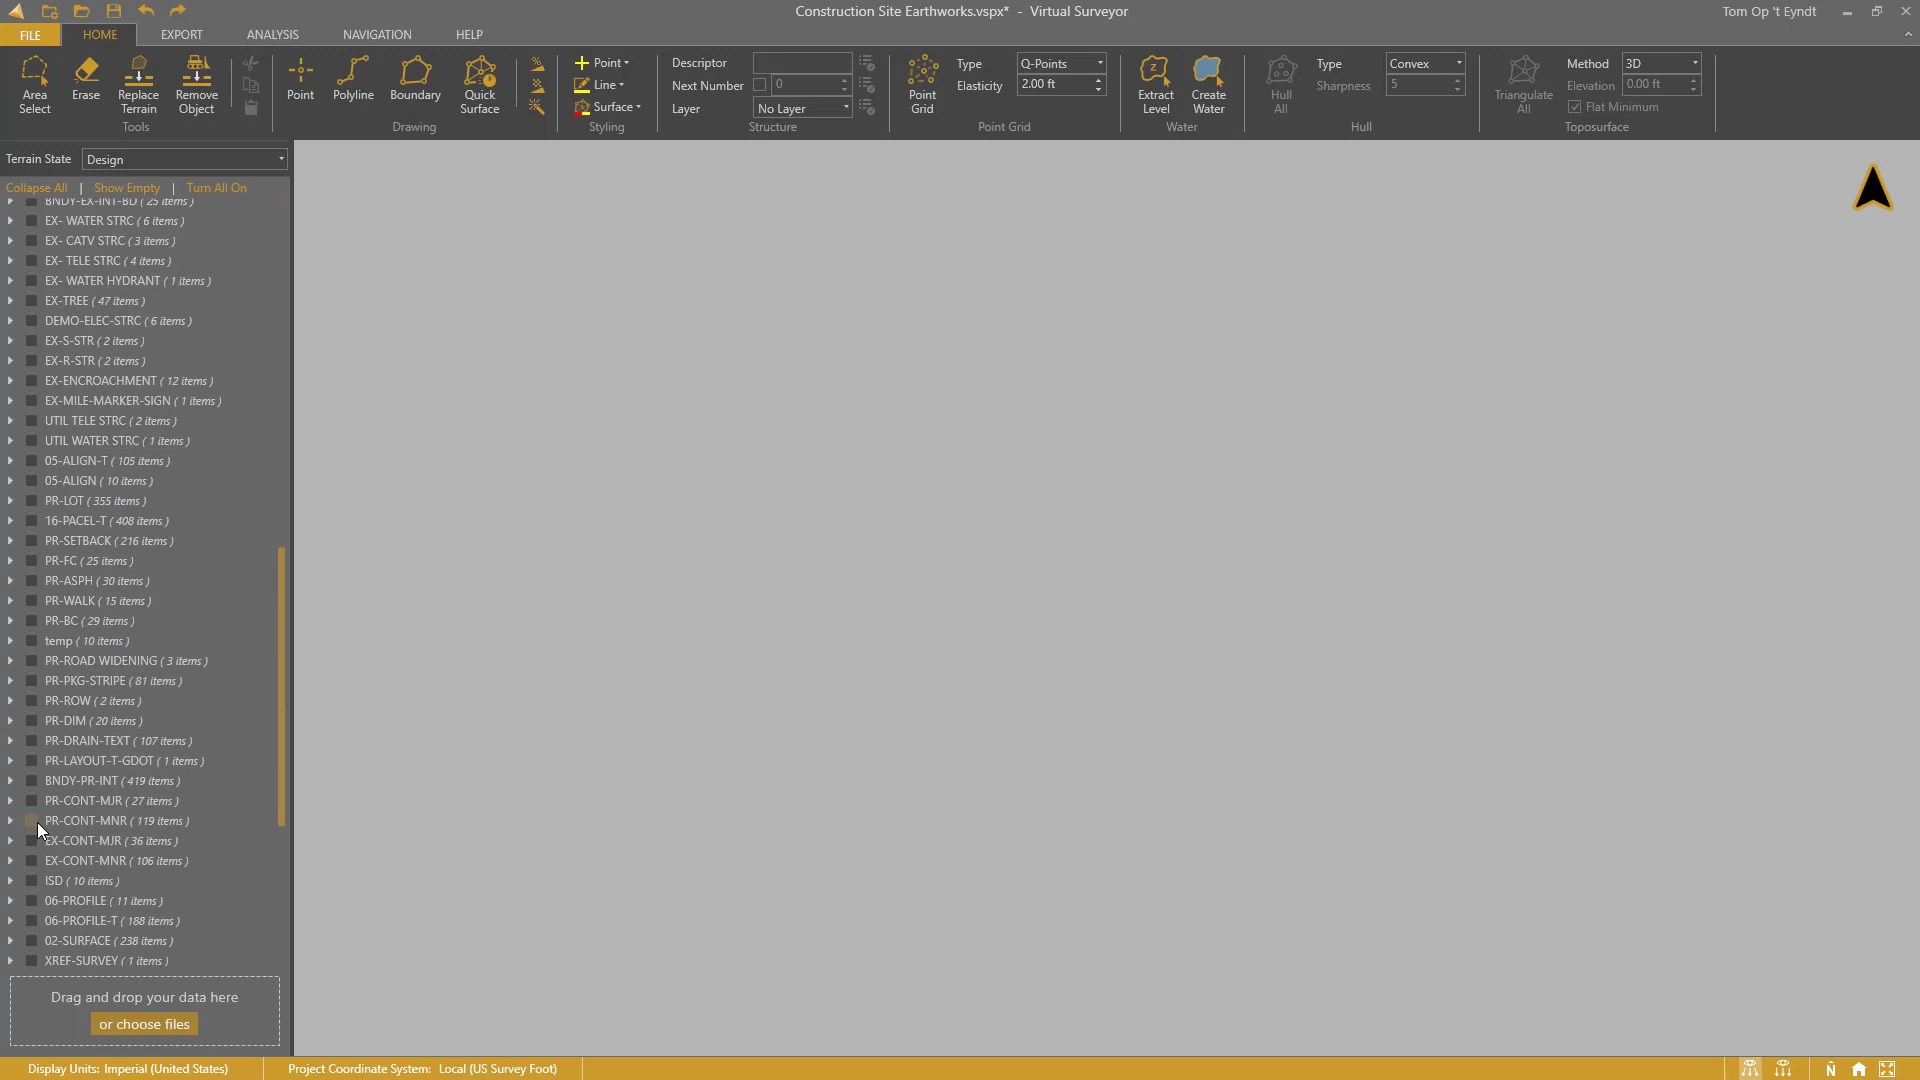 Construction Site Earthworks.vspx* - Virtual Surveyor
Tom Op 't Eyndt
FILE HOME EXPORT ANALYSIS NAVIGATION HELP
Area Select
Erase
Replace Terrain
Remove Object
Tools
Point
Polyline
Boundary
Quick Surface
Drawing
Point
Line
Surface
Styling
Descriptor
Next Number 0
Layer No Layer
Structure
Point Grid
Type Q-Points
Elasticity 2.00 ft
Point Grid
Extract Level
Create Water
Water
Hull All
Type Convex
Sharpness 5
Hull
Triangulate All
Method 3D
Elevation 0.00 ft
Flat Minimum
Toposurface
Terrain State Design
Collapse All | Show Empty | Turn All On
BNDY-EX-INT-BD ( 25 items )
EX- WATER STRC ( 6 items )
EX- CATV STRC ( 3 items )
EX- TELE STRC ( 4 items )
EX- WATER HYDRANT ( 1 items )
EX-TREE ( 47 items )
DEMO-ELEC-STRC ( 6 items )
EX-S-STR ( 2 items )
EX-R-STR ( 2 items )
EX-ENCROACHMENT ( 12 items )
EX-MILE-MARKER-SIGN ( 1 items )
UTIL TELE STRC ( 2 items )
UTIL WATER STRC ( 1 items )
05-ALIGN-T ( 105 items )
05-ALIGN ( 10 items )
PR-LOT ( 355 items )
16-PACEL-T ( 408 items )
PR-SETBACK ( 216 items )
PR-FC ( 25 items )
PR-ASPH ( 30 items )
PR-WALK ( 15 items )
PR-BC ( 29 items )
temp ( 10 items )
PR-ROAD WIDENING ( 3 items )
PR-PKG-STRIPE ( 81 items )
PR-ROW ( 2 items )
PR-DIM ( 20 items )
PR-DRAIN-TEXT ( 107 items )
PR-LAYOUT-T-GDOT ( 1 items )
BNDY-PR-INT ( 419 items )
PR-CONT-MJR ( 27 items )
PR-CONT-MNR ( 119 items )
EX-CONT-MJR ( 36 items )
EX-CONT-MNR ( 106 items )
ISD ( 10 items )
06-PROFILE ( 11 items )
06-PROFILE-T ( 188 items )
02-SURFACE ( 238 items )
XREF-SURVEY ( 1 items )
Drag and drop your data here
or choose files
Display Units: Imperial (United States) Project Coordinate System: Local (US Survey Foot)